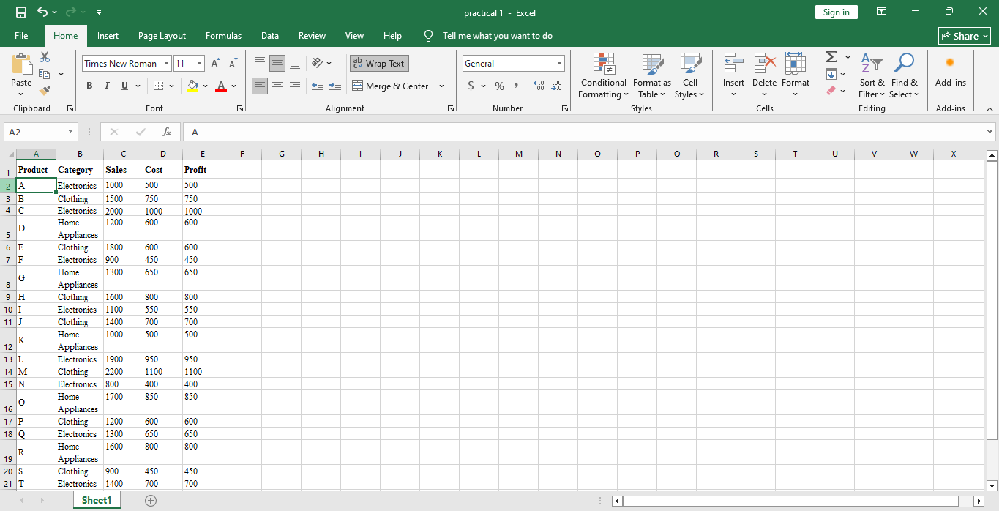 practical 1 - Excel
Sign in
File Home Insert Page Layout Formulas Data Review View Help Tell me what you want to do Share
Times New Roman 11 ab Wrap Text General
Paste B I U A Merge & Center $ % , Conditional Formatting Format as Table Cell Styles Insert Delete Format Sort & Filter Find & Select Add-ins
Clipboard Font Alignment Number Styles Cells Editing Add-ins
A2 fx A
A B C D E F G H I J K L M N O P Q R S T U V W X
1 Product Category Sales Cost Profit
2 A Electronics 1000 500 500
3 B Clothing 1500 750 750
4 C Electronics 2000 1000 1000
5 D Home Appliances 1200 600 600
6 E Clothing 1800 600 600
7 F Electronics 900 450 450
8 G Home Appliances 1300 650 650
9 H Clothing 1600 800 800
10 I Electronics 1100 550 550
11 J Clothing 1400 700 700
12 K Home Appliances 1000 500 500
13 L Electronics 1900 950 950
14 M Clothing 2200 1100 1100
15 N Electronics 800 400 400
16 O Home Appliances 1700 850 850
17 P Clothing 1200 600 600
18 Q Electronics 1300 650 650
19 R Home Appliances 1600 800 800
20 S Clothing 900 450 450
21 T Electronics 1400 700 700
Sheet1